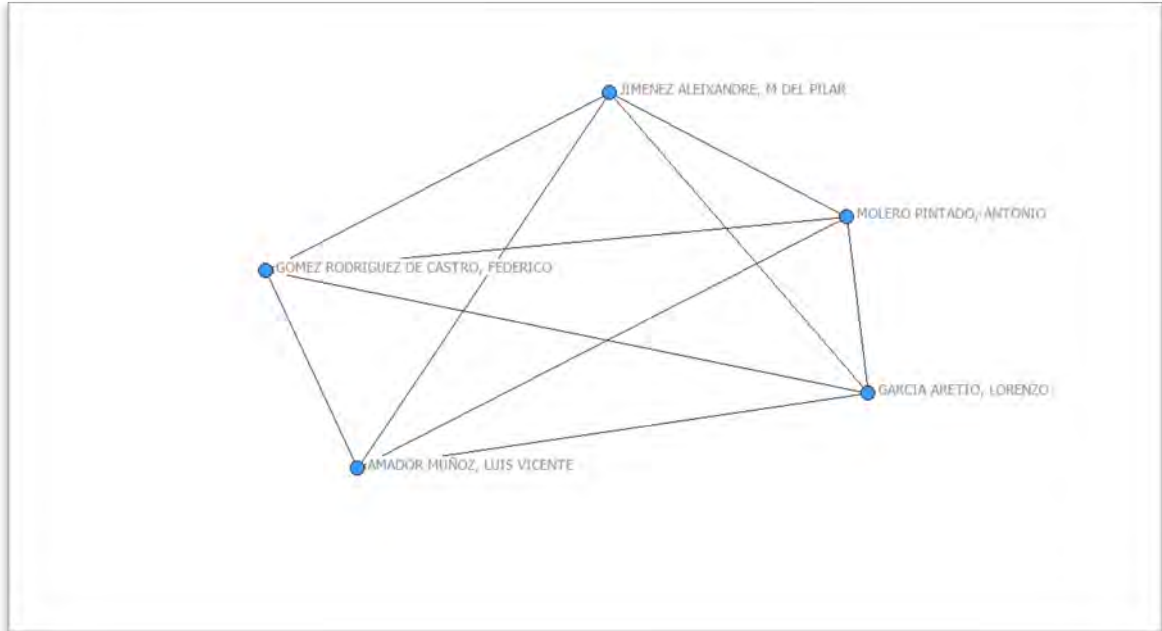 JIMENEZ ALEIXANDRE, M DEL PILAR
MOLERO PINTADO, ANTONIO
GOMEZ RODRIGUEZ DE CASTRO, FEDERICO
GARCIA ARETIO, LORENZO
AMADOR MUÑOZ, LUIS VICENTE